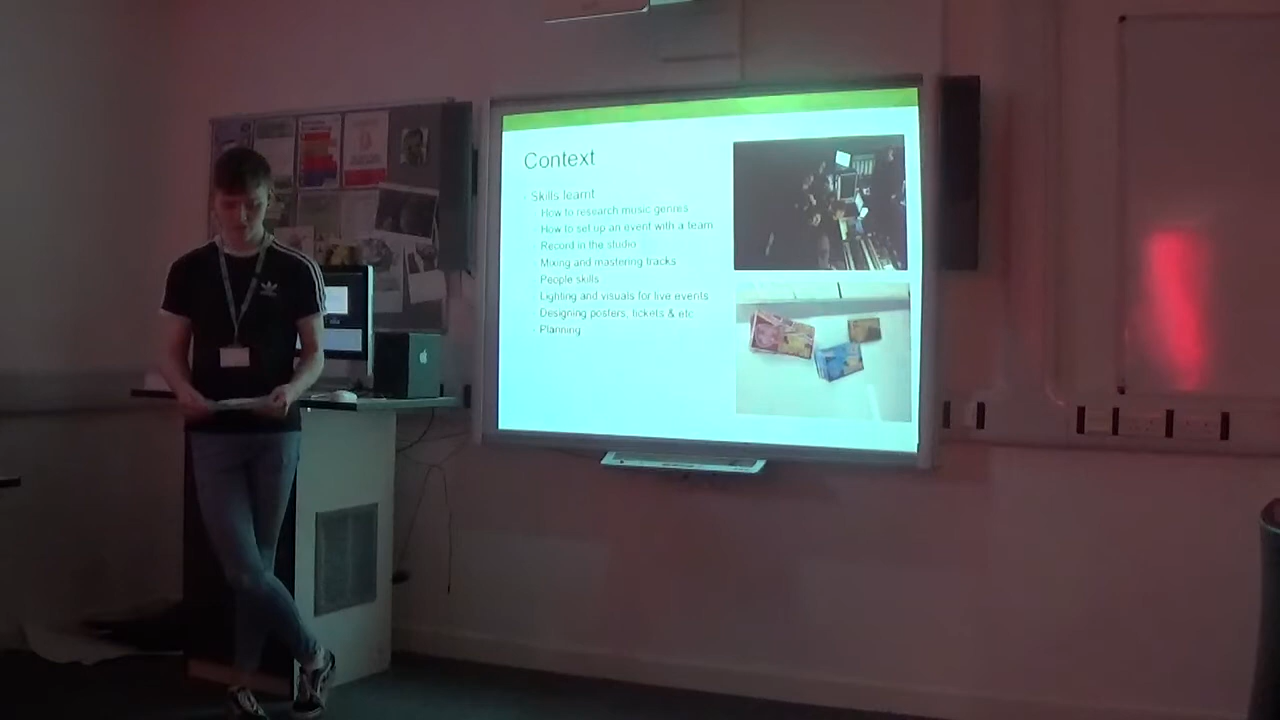 Context
- Skills learnt
- How to research music genres
- How to set up an event with a team
- Record in the studio
- Mixing and mastering tracks
- People skills
- Lighting and visuals for live events
- Designing posters, tickets & etc
- Planning